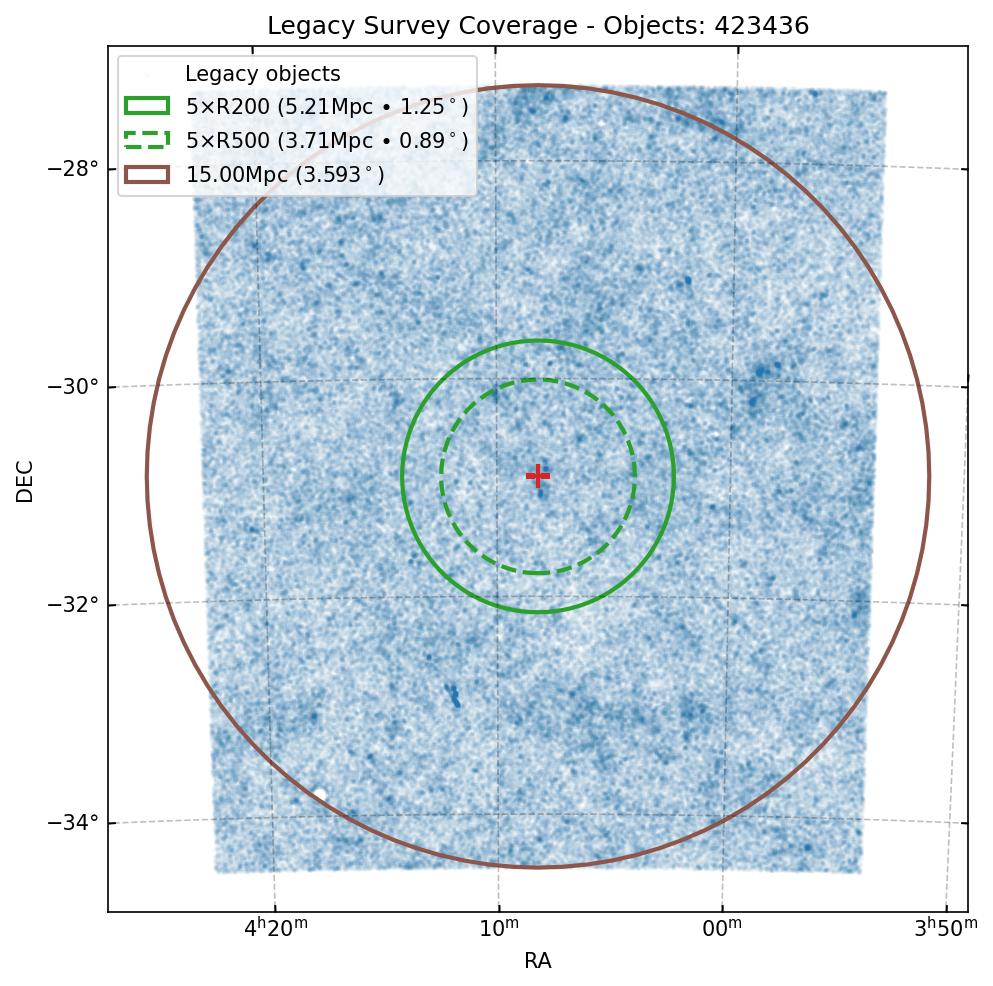 Legacy Survey Coverage - Objects: 423436
Legacy objects
5×R200 (5.21Mpc • 1.25°)
5×R500 (3.71Mpc • 0.89°)
15.00Mpc (3.593°)
−28°
−30°
−32°
−34°
DEC
4ʰ20ᵐ 10ᵐ 00ᵐ 3ʰ50ᵐ
RA